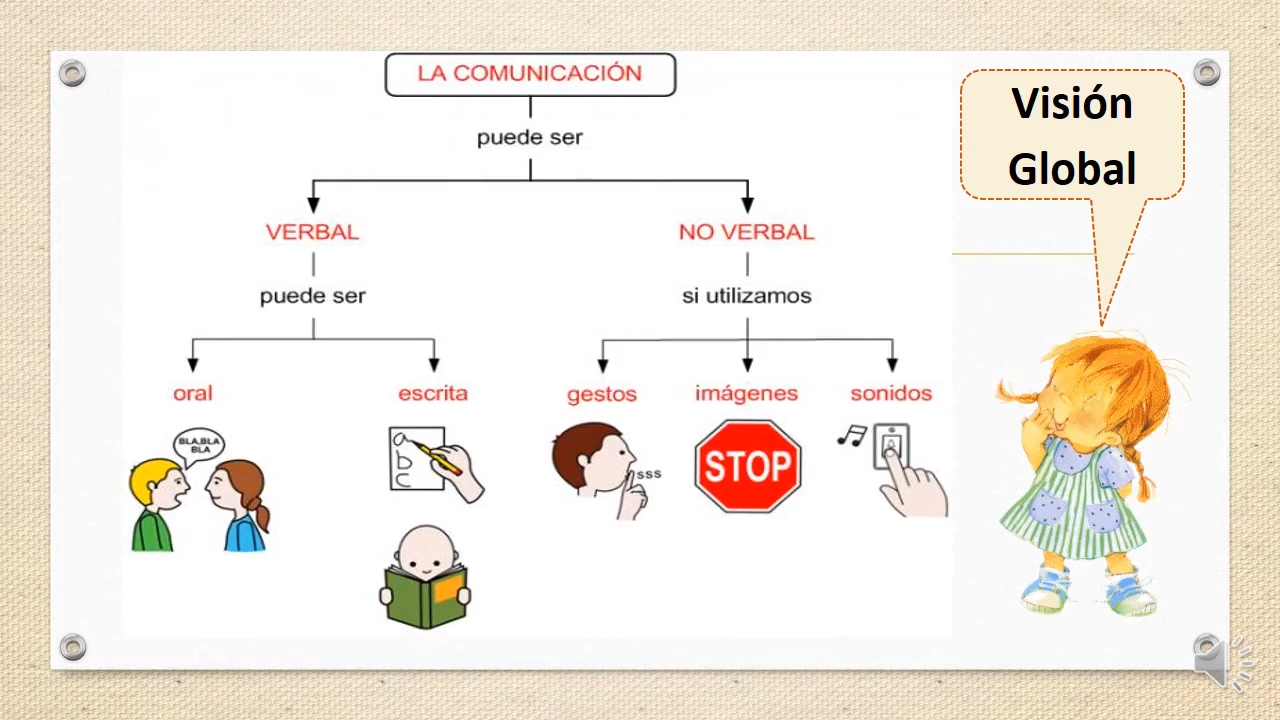 LA COMUNICACIÓN
puede ser
VERBAL
NO VERBAL
puede ser
si utilizamos
oral
escrita
gestos
imágenes
sonidos
BLA,BLA
BLA
a
b
c
sss
STOP
Visión
Global